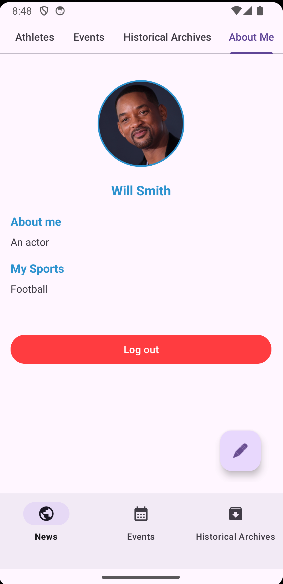 8:48
Athletes Events Historical Archives About Me
Will Smith
About me
An actor
My Sports
Football
Log out
News Events Historical Archives